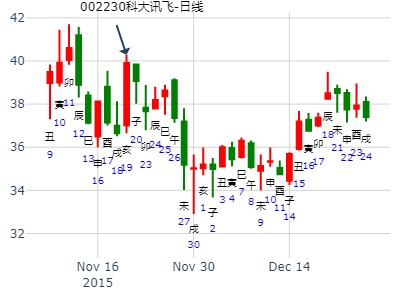 002230科大讯飞-日线
42
40
38
36
34
32
丑
9
寅
10
卯
11
辰
12
巳
13
申
16
酉
17
戌
18
亥
19
子
20
卯
23
辰
24
巳
25
午
26
未
27
戌
30
亥
1
子
2
丑
3
寅
4
巳
7
午
8
未
9
申
10
酉
11
子
14
丑
15
寅
16
卯
17
辰
18
未
21
申
22
酉
23
戌
24
Nov 16
2015
Nov 30
Dec 14